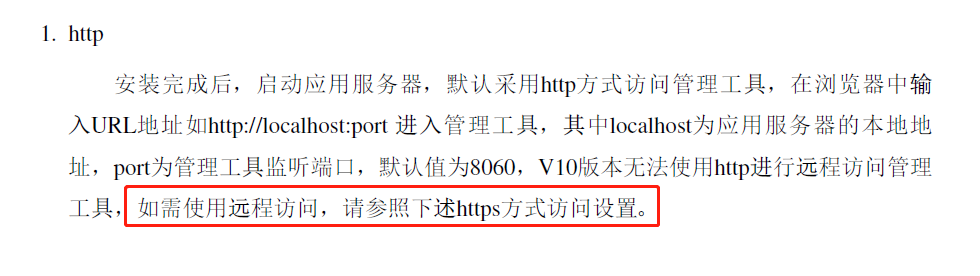 1. http
安装完成后，启动应用服务器，默认采用http方式访问管理工具，在浏览器中输
入URL地址如http://localhost:port 进入管理工具，其中localhost为应用服务器的本地地
址，port为管理工具监听端口，默认值为8060，V10版本无法使用http进行远程访问管理
工具，如需使用远程访问，请参照下述https方式访问设置。